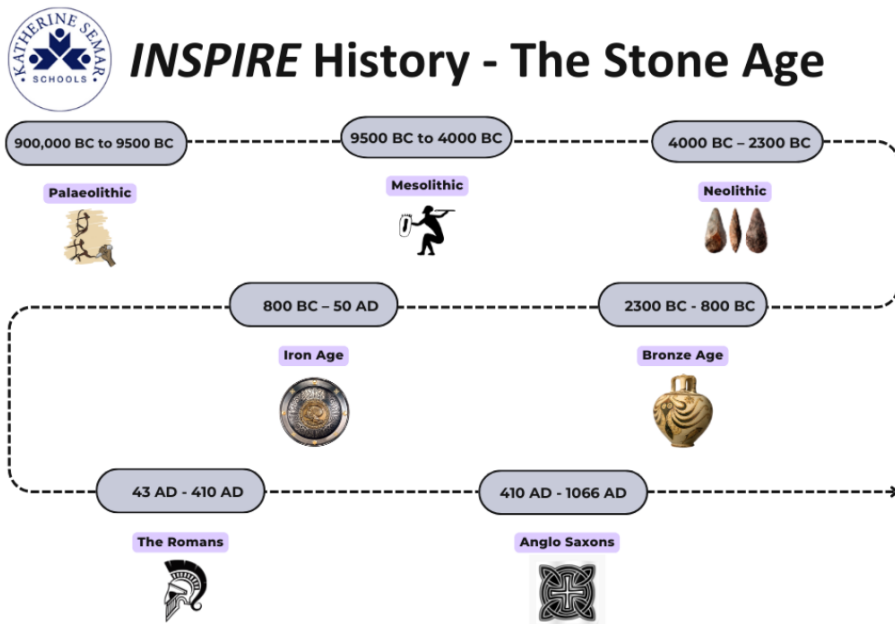 KATHERINE SEMAR
SCHOOLS
INSPIRE History - The Stone Age
900,000 BC to 9500 BC
9500 BC to 4000 BC
4000 BC – 2300 BC
Palaeolithic
Mesolithic
Neolithic
800 BC – 50 AD
2300 BC - 800 BC
Iron Age
Bronze Age
43 AD - 410 AD
410 AD - 1066 AD
The Romans
Anglo Saxons